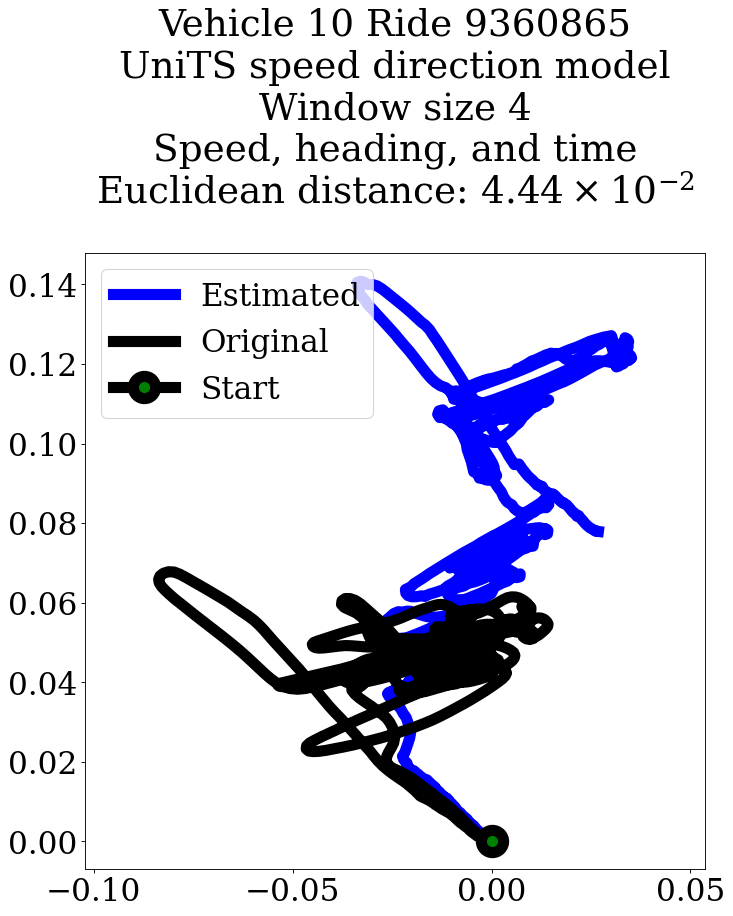 Vehicle 10 Ride 9360865
UniTS speed direction model
Window size 4
Speed, heading, and time
Euclidean distance: 4.44 × 10⁻²
Estimated
Original
Start
0.14
0.12
0.10
0.08
0.06
0.04
0.02
0.00
−0.10
−0.05
0.00
0.05